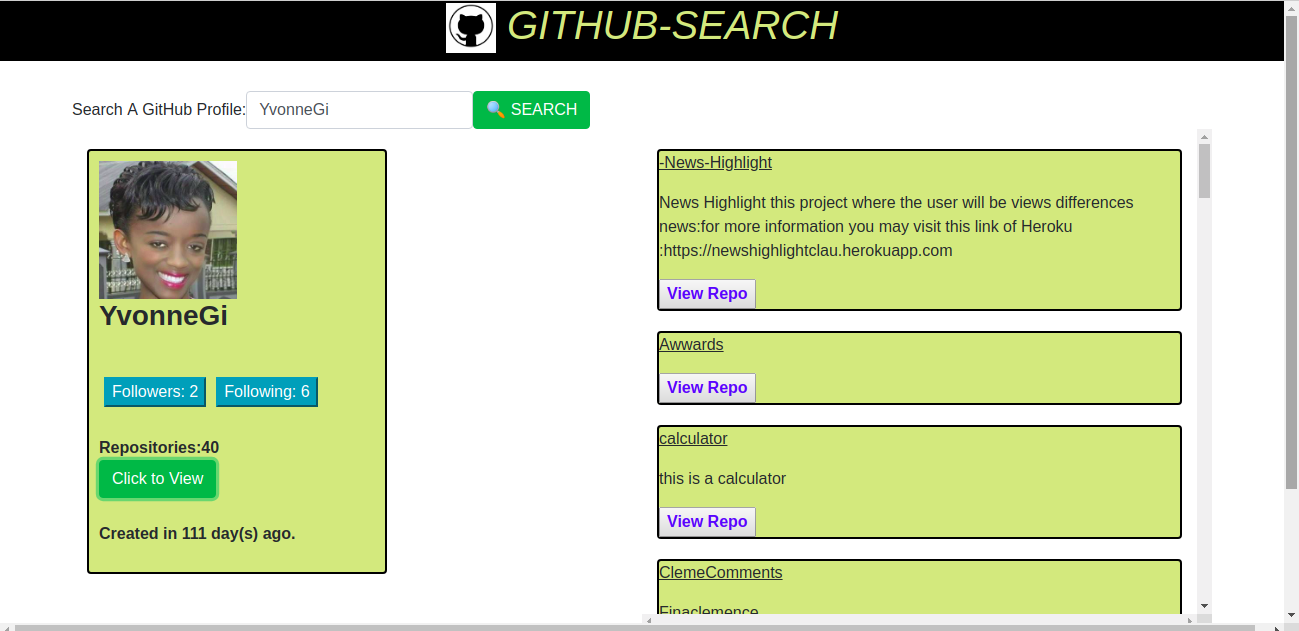 GITHUB-SEARCH
Search A GitHub Profile:
YvonneGi
SEARCH
YvonneGi
Followers: 2
Following: 6
Repositories:40
Click to View
Created in 111 day(s) ago.
-News-Highlight
News Highlight this project where the user will be views differences
news:for more information you may visit this link of Heroku
:https://newshighlightclau.herokuapp.com
View Repo
Awwards
View Repo
calculator
this is a calculator
View Repo
ClemeComments
Finaclemence